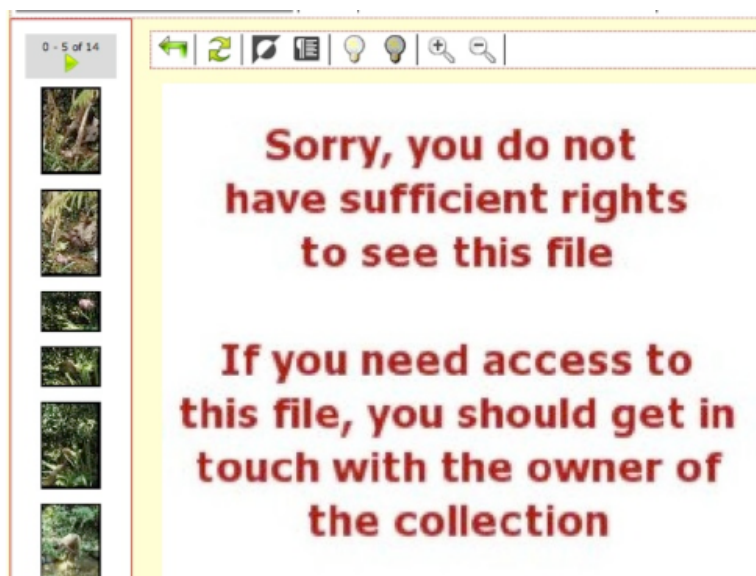 0 - 5 of 14
Sorry, you do not
have sufficient rights
to see this file
If you need access to
this file, you should get in
touch with the owner of
the collection